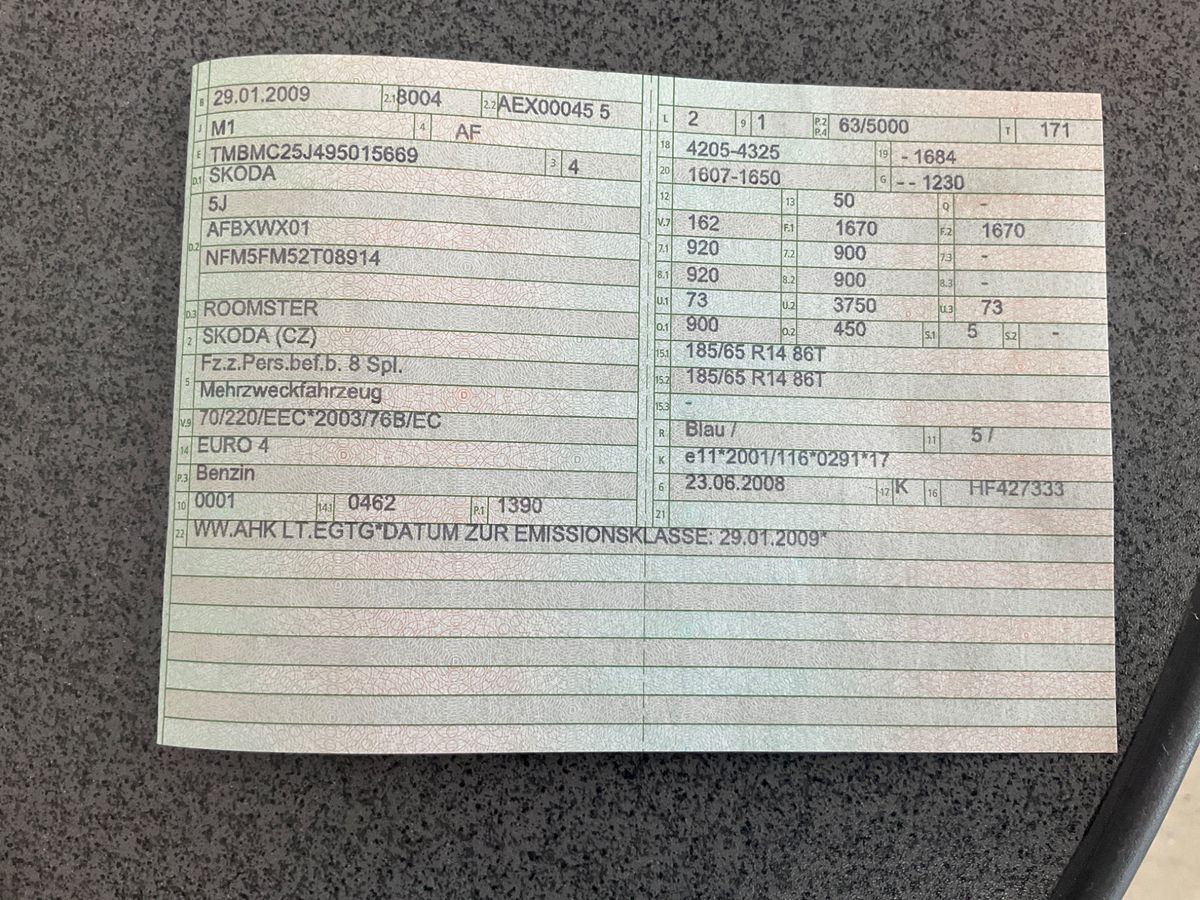 B 29.01.2009 2.1 8004 2.2 AEX00045 5
J M1 4 AF
E TMBMC25J495015669 3 4
D.1 SKODA
5J
D.2 AFBXWX01
NFM5FM52T08914
D.3 ROOMSTER
2 SKODA (CZ)
5 Fz.z.Pers.bef.b. 8 Spl.
Mehrzweckfahrzeug
V.9 70/220/EEC*2003/76B/EC
14 EURO 4
P.3 Benzin
10 0001 14.1 0462 P.1 1390
L 2 9 1 P.2 P.4 63/5000 T 171
18 4205-4325 19 - 1684
20 1607-1650 G - - 1230
12 13 50 Q -
V.7 162 F.1 1670 F.2 1670
7.1 920 7.2 900 7.3 -
8.1 920 8.2 900 8.3 -
U.1 73 U.2 3750 U.3 73
O.1 900 O.2 450 S.1 5 S.2 -
15.1 185/65 R14 86T
15.2 185/65 R14 86T
15.3 -
R Blau / 11 5 /
K e11*2001/116*0291*17
6 23.06.2008 17 K 16 HF427333
21
22 WW.AHK LT.EGTG*DATUM ZUR EMISSIONSKLASSE: 29.01.2009*